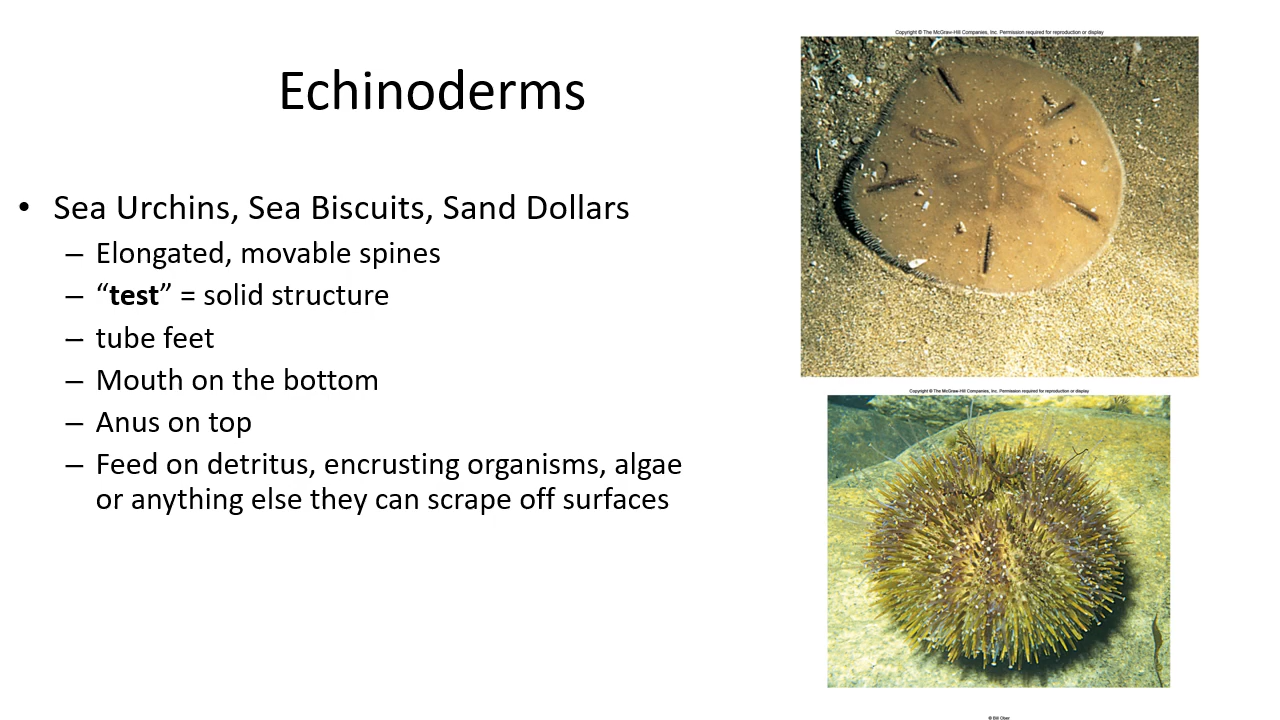 Copyright © The McGraw-Hill Companies, Inc. Permission required for reproduction or display
Echinoderms
• Sea Urchins, Sea Biscuits, Sand Dollars
– Elongated, movable spines
– “test” = solid structure
– tube feet
– Mouth on the bottom
– Anus on top
– Feed on detritus, encrusting organisms, algae
or anything else they can scrape off surfaces
Copyright © The McGraw-Hill Companies, Inc. Permission required for reproduction or display
© Bill Ober